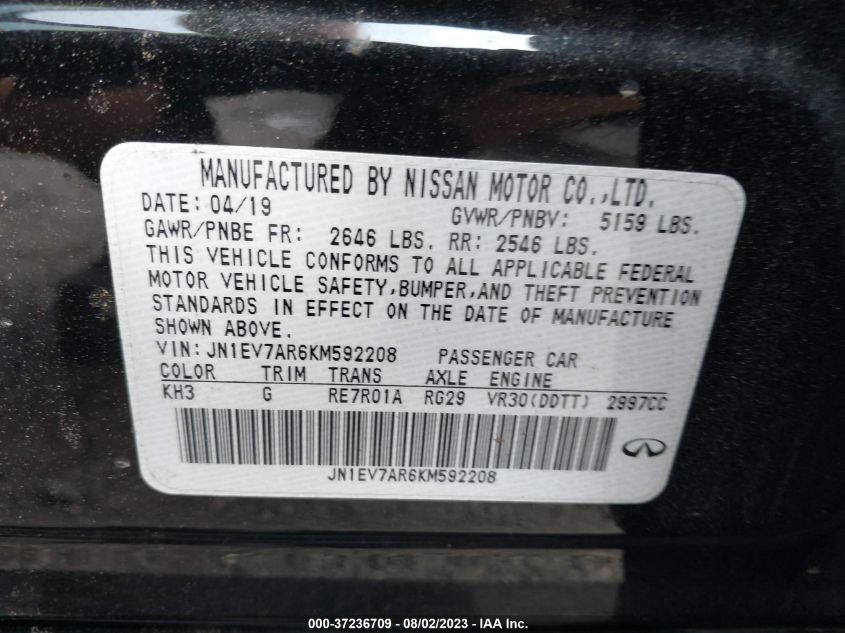 MANUFACTURED BY NISSAN MOTOR CO.,LTD.
DATE: 04/19 GVWR/PNBV: 5159 LBS.
GAWR/PNBE FR: 2646 LBS. RR: 2546 LBS.
THIS VEHICLE CONFORMS TO ALL APPLICABLE FEDERAL
MOTOR VEHICLE SAFETY,BUMPER,AND THEFT PREVENTION
STANDARDS IN EFFECT ON THE DATE OF MANUFACTURE
SHOWN ABOVE.
VIN: JN1EV7AR6KM592208 PASSENGER CAR
COLOR TRIM TRANS AXLE ENGINE
KH3 G RE7R01A RG29 VR30(DDTT) 2997CC
JN1EV7AR6KM592208
000-37236709 - 08/02/2023 - IAA Inc.